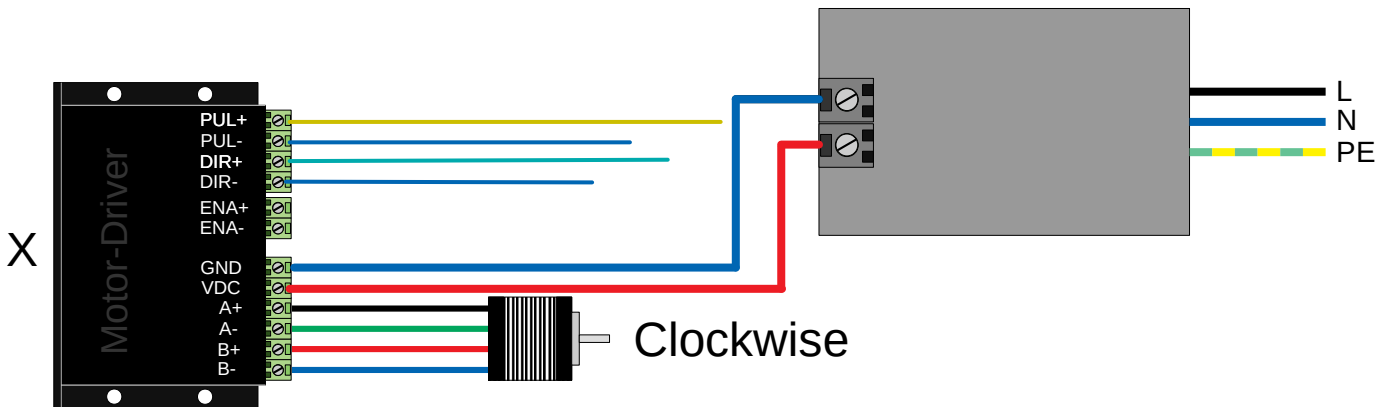 X
Motor-Driver
PUL+
PUL-
DIR+
DIR-
ENA+
ENA-
GND
VDC
A+
A-
B+
B-
Clockwise
L
N
PE